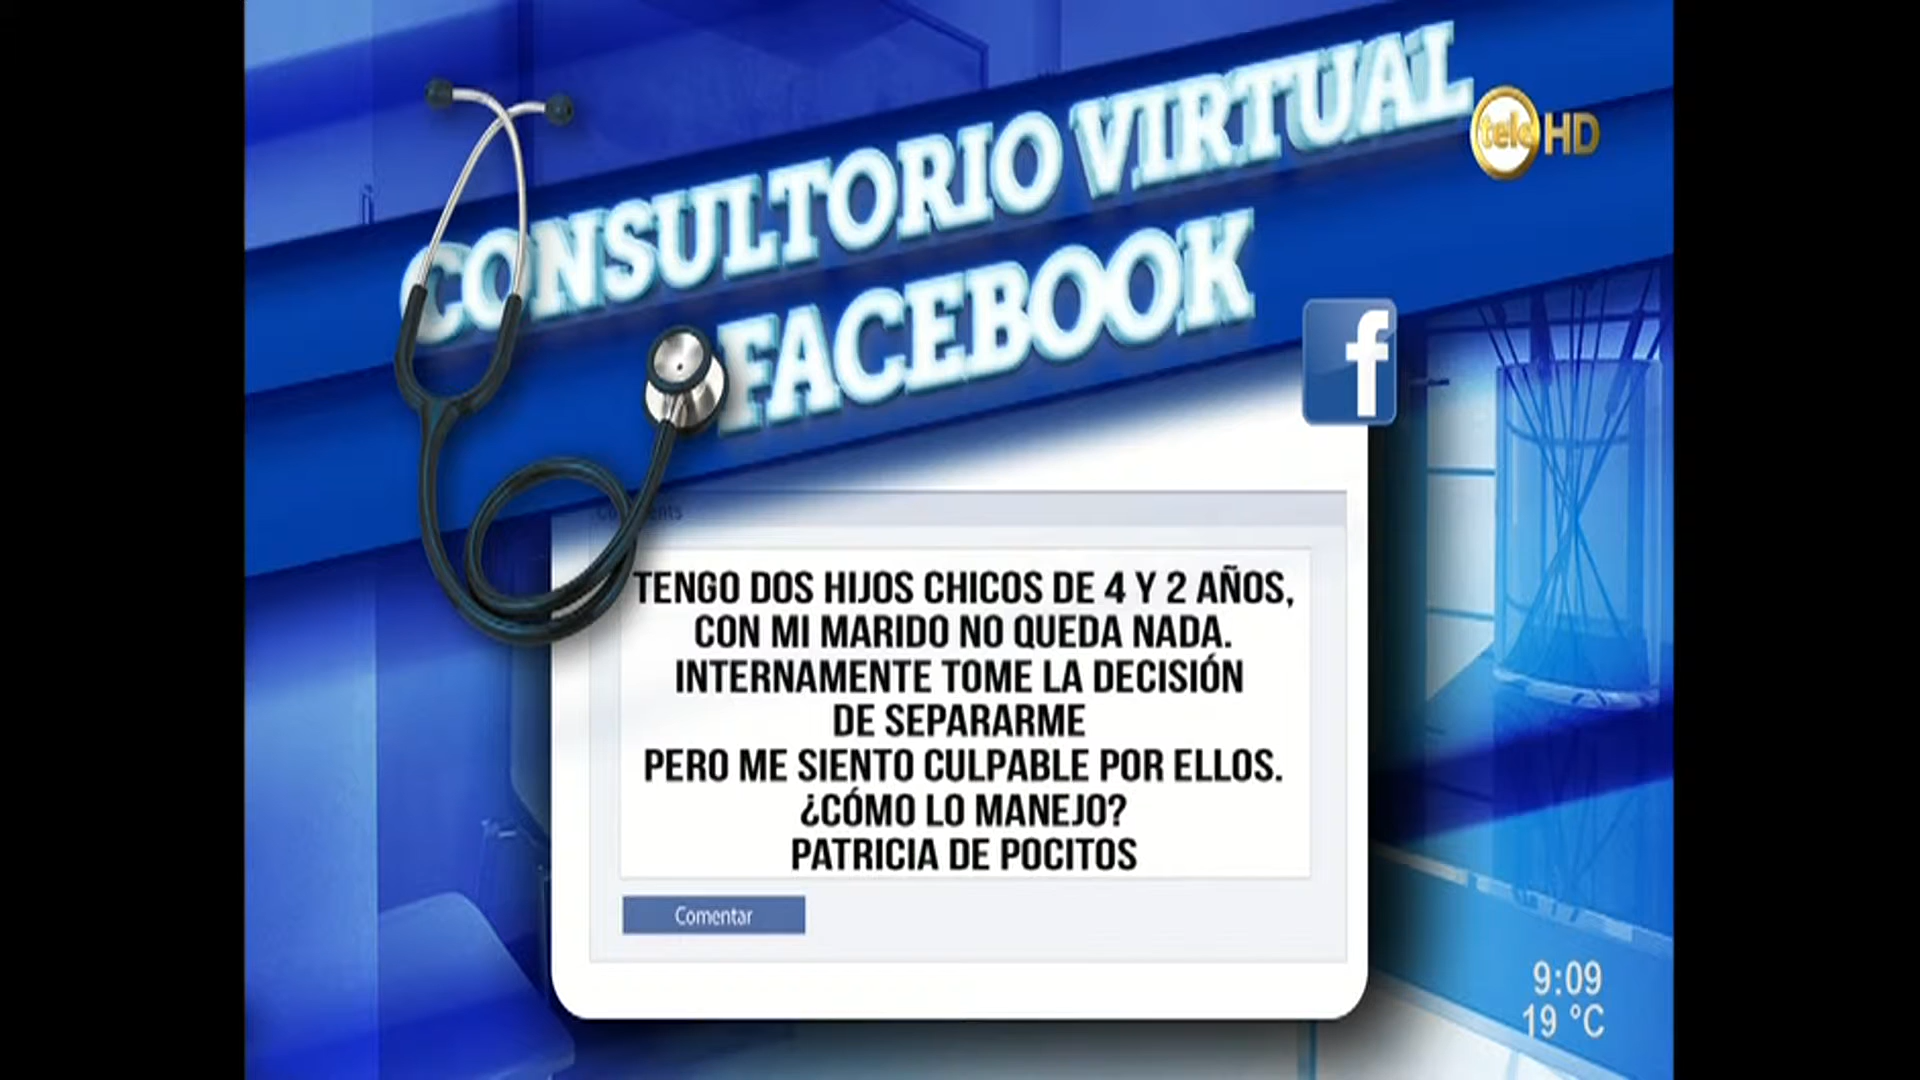 CONSULTORIO VIRTUAL
FACEBOOK
tele HD
f
TENGO DOS HIJOS CHICOS DE 4 Y 2 AÑOS,
CON MI MARIDO NO QUEDA NADA.
INTERNAMENTE TOME LA DECISIÓN
DE SEPARARME
PERO ME SIENTO CULPABLE POR ELLOS.
¿CÓMO LO MANEJO?
PATRICIA DE POCITOS
Comentar
9:09
19 °C